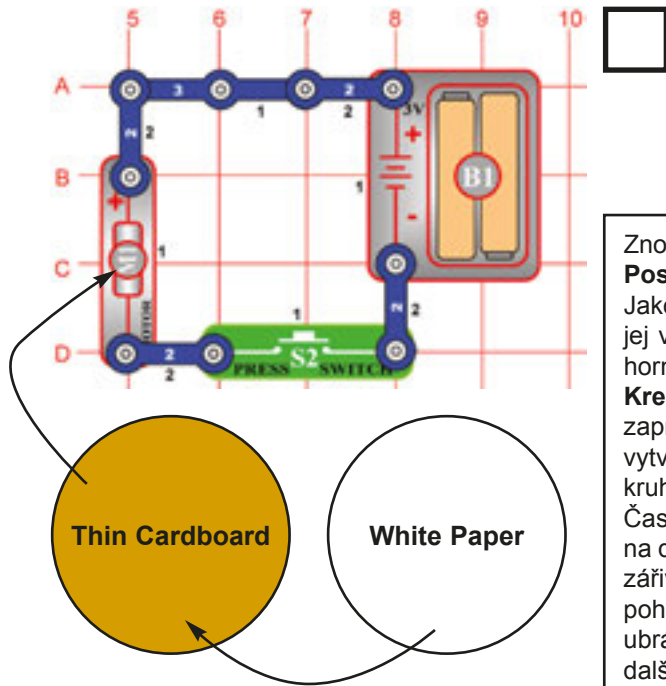 5 6 7 8 9 10
A
3 2
1 2
3V
2 2
+
B
1
B1
+
-
1
C
2 2
D
1
2
2
S2
PRESS SWITCH
Thin Cardboard
White Paper
Zno
Pos
Jako
jej v
horn
Kre
zapr
vytv
kruh
Čas
na d
záři
poh
ubra
dalš